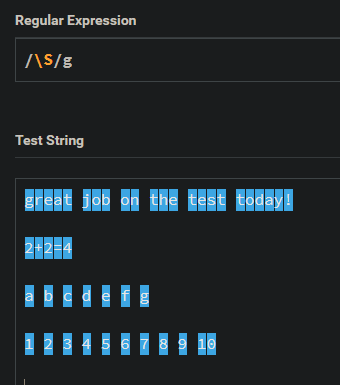 Regular Expression
/\S/g
Test String
great job on the test today!
2+2=4
a b c d e f g
1 2 3 4 5 6 7 8 9 10